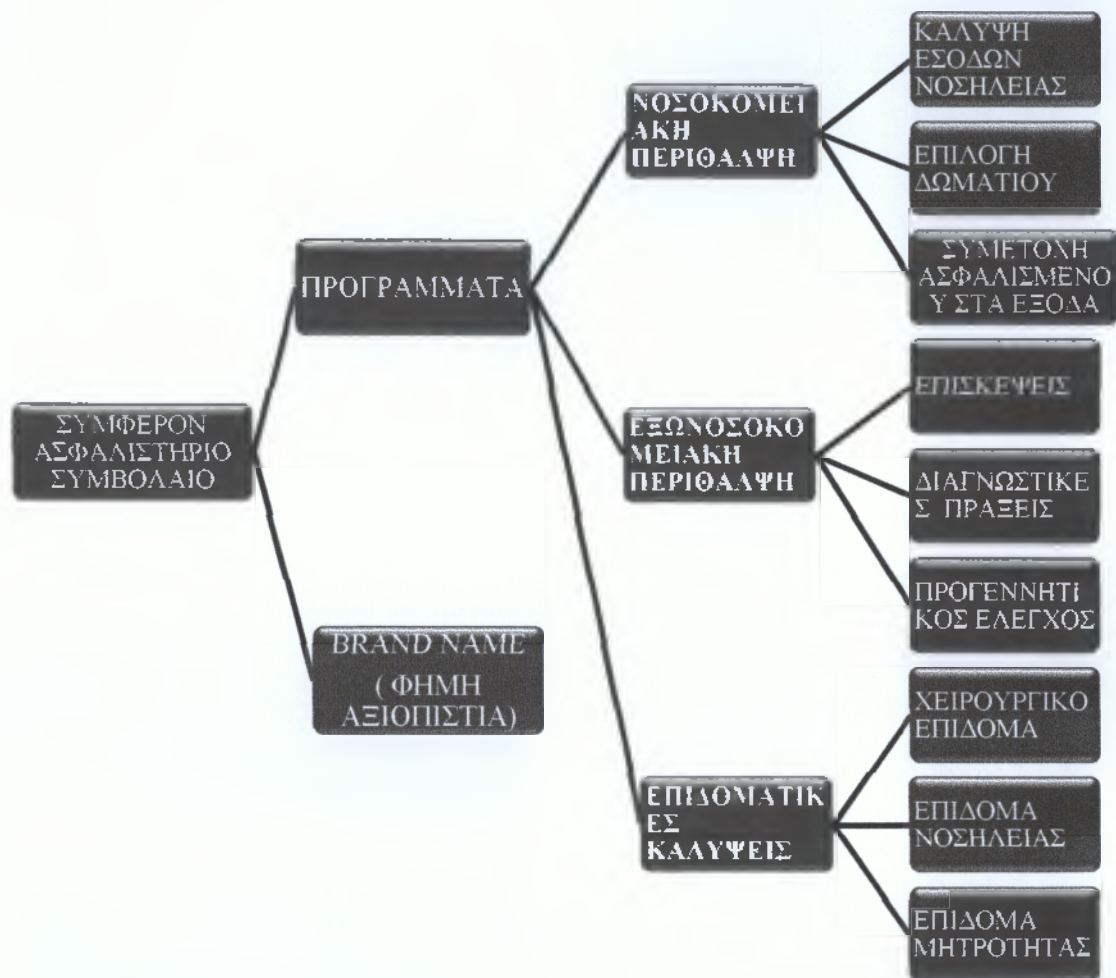 ΣΥΜΦΕΡΟΝ
ΑΣΦΑΛΙΣΤΗΡΙΟ
ΣΥΜΒΟΛΑΙΟ
ΠΡΟΓΡΑΜΜΑΤΑ
BRAND NAME
( ΦΗΜΗ
ΑΞΙΟΠΙΣΤΙΑ)
ΝΟΣΟΚΟΜΕΙ
ΑΚΗ
ΠΕΡΙΘΑΛΨΗ
ΕΞΩΝΟΣΟΚΟ
ΜΕΙΑΚΗ
ΠΕΡΙΘΑΛΨΗ
ΕΠΙΔΟΜΑΤΙΚ
ΕΣ
ΚΑΛΥΨΕΙΣ
ΚΑΛΥΨΗ
ΕΣΟΔΩΝ
ΝΟΣΗΛΕΙΑΣ
ΕΠΙΛΟΓΗ
ΔΩΜΑΤΙΟΥ
ΣΥΜΕΤΟΧΗ
ΑΣΦΑΛΙΣΜΕΝΟ
Υ ΣΤΑ ΕΞΟΔΑ
ΕΠΙΣΚΕΨΕΙΣ
ΔΙΑΓΝΩΣΤΙΚΕ
Σ ΠΡΑΞΕΙΣ
ΠΡΟΓΕΝΝΗΤΙ
ΚΟΣ ΕΛΕΓΧΟΣ
ΧΕΙΡΟΥΡΓΙΚΟ
ΕΠΙΔΟΜΑ
ΕΠΙΔΟΜΑ
ΝΟΣΗΛΕΙΑΣ
ΕΠΙΔΟΜΑ
ΜΗΤΡΟΤΗΤΑΣ